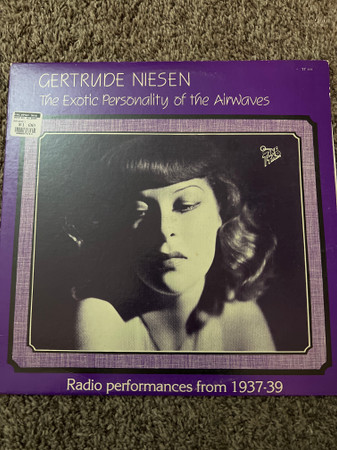 GERTRUDE NIESEN
The Exotic Personality of the Airwaves
Radio performances from 1937-39